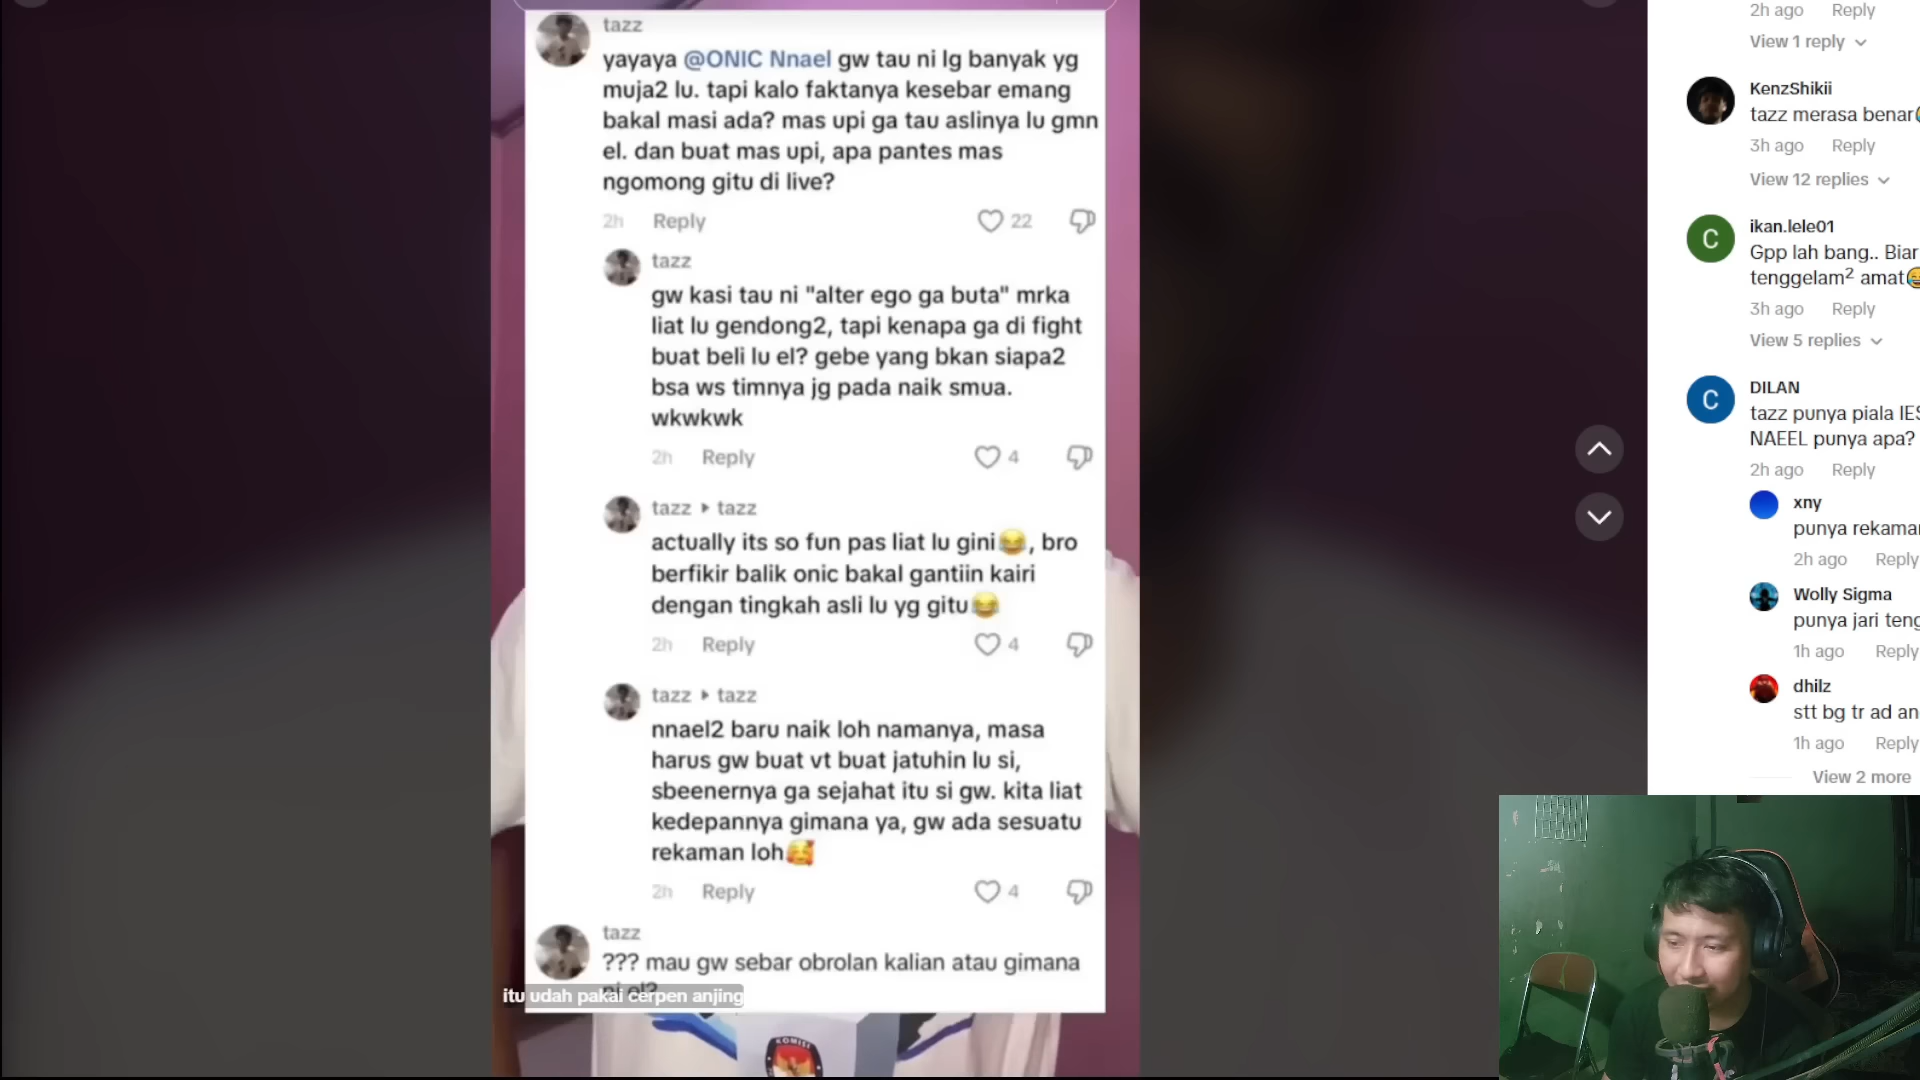 tazz
yayaya @ONIC Nnael gw tau ni lg banyak yg
muja2 lu. tapi kalo faktanya kesebar emang
bakal masi ada? mas upi ga tau aslinya lu gmn
el. dan buat mas upi, apa pantes mas
ngomong gitu di live?
2h Reply 22
tazz
gw kasi tau ni "alter ego ga buta" mrka
liat lu gendong2, tapi kenapa ga di fight
buat beli lu el? gebe yang bkan siapa2
bsa ws timnya jg pada naik smua.
wkwkwk
2h Reply 4
tazz ▸ tazz
actually its so fun pas liat lu gini😂, bro
berfikir balik onic bakal gantiin kairi
dengan tingkah asli lu yg gitu😂
2h Reply 4
tazz ▸ tazz
nnael2 baru naik loh namanya, masa
harus gw buat vt buat jatuhin lu si,
sbeenernya ga sejahat itu si gw. kita liat
kedepannya gimana ya, gw ada sesuatu
rekaman loh🥰
2h Reply 4
tazz
??? mau gw sebar obrolan kalian atau gimana
ni el?
itu udah pakai cerpen anjing
KOMISI
2h ago Reply
View 1 reply
KenzShikii
tazz merasa benar
3h ago Reply
View 12 replies
C
ikan.lele01
Gpp lah bang.. Biar
tenggelam² amat😂
3h ago Reply
View 5 replies
C
DILAN
tazz punya piala IES
NAEEL punya apa?
2h ago Reply
xny
punya rekaman
2h ago Reply
Wolly Sigma
punya jari teng
1h ago Reply
dhilz
stt bg tr ad an
1h ago Reply
View 2 more